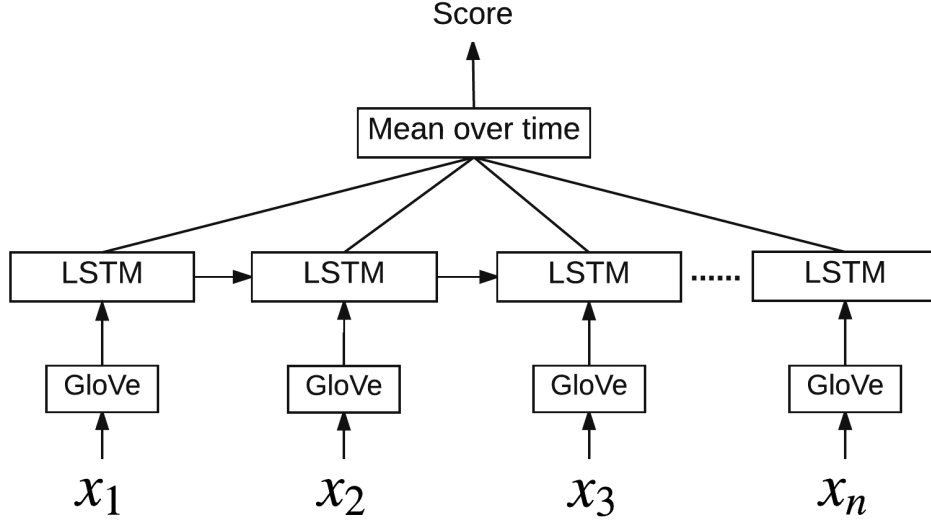 Score
Mean over time
LSTM LSTM LSTM ...... LSTM
GloVe GloVe GloVe GloVe
x1 x2 x3 xn